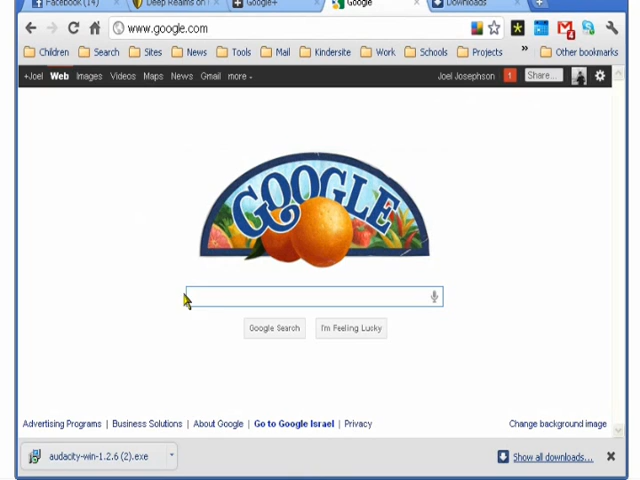 Facebook (14) Deep Realms on Google+ Google Downloads
www.google.com
Children Search Sites News Tools Mail Kindersite Work Schools Projects » Other bookmarks
+Joel Web Images Videos Maps News Gmail more Joel Josephson 1 Share...
GOOGLE
Google Search I'm Feeling Lucky
Advertising Programs | Business Solutions | About Google | Go to Google Israel | Privacy Change background image
audacity-win-1.2.6 (2).exe Show all downloads...